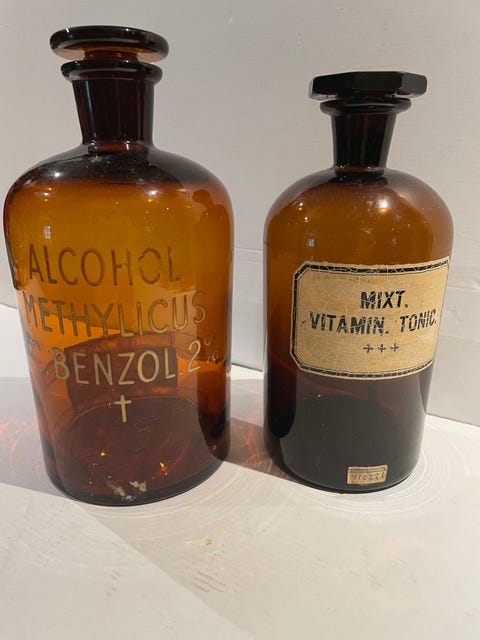 ALCOHOL
METHYLICUS
C. BENZOL 2%
†
MIXT.
VITAMIN. TONIC.
+++